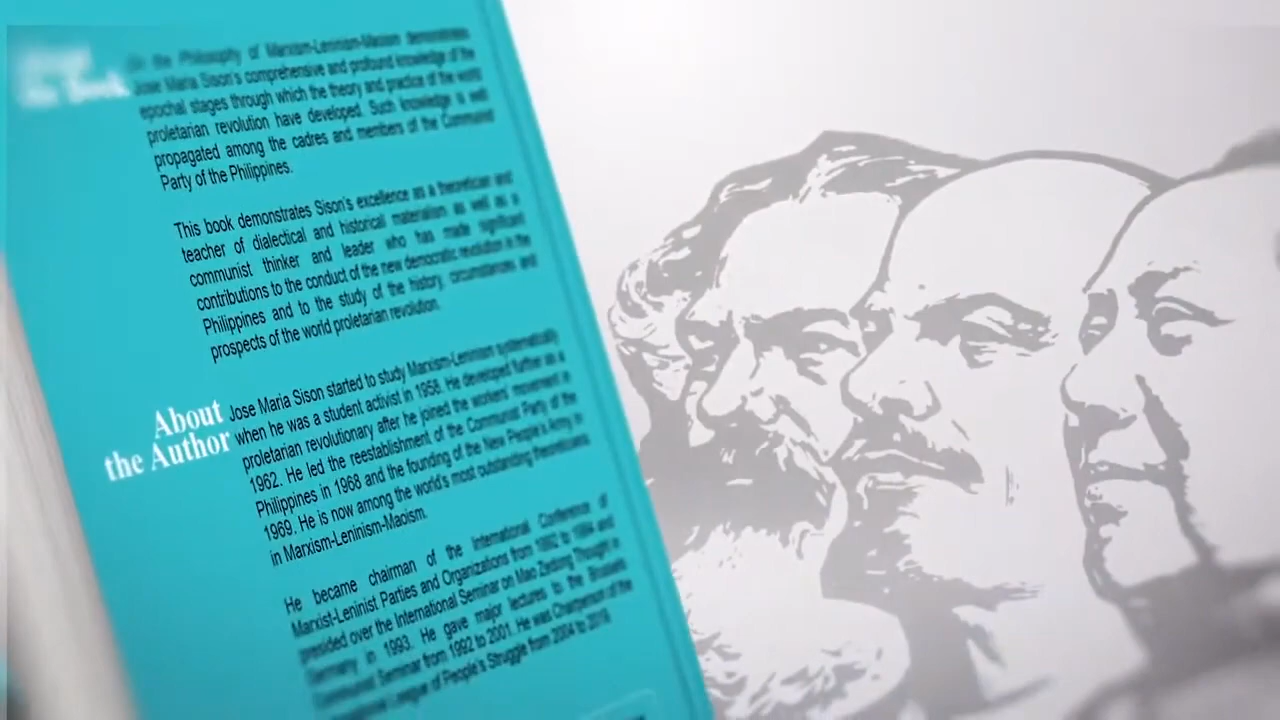 the Book
the Philosophy of Marxism-Leninism-Maoism demonstrates
Jose Maria Sison's comprehensive and profound knowledge of the
epochal stages through which the theory and practice of the world
proletarian revolution have developed. Such knowledge is well
propagated among the cadres and members of the Communist
Party of the Philippines.
This book demonstrates Sison's excellence as a theoretician and
teacher of dialectical and historical materialism as well as a
communist thinker and leader who has made significant
contributions to the conduct of the new democratic revolution in the
Philippines and to the study of the history, circumstances and
prospects of the world proletarian revolution.
About
the Author
Jose Maria Sison started to study Marxism-Leninism systematically
when he was a student activist in 1958. He developed further as a
proletarian revolutionary after he joined the workers' movement in
1962. He led the reestablishment of the Communist Party of the
Philippines in 1968 and the founding of the New People's Army in
1969. He is now among the world's most outstanding theoreticians
in Marxism-Leninism-Maoism.
He became chairman of the International Conference of
Marxist-Leninist Parties and Organizations from 1992 to 1994 and
presided over the International Seminar on Mao Zedong Thought in
Germany in 1993. He gave major lectures to the Brussels
Seminar from 1992 to 2001. He was Chairperson of the
League of People's Struggle from 2004 to 2019